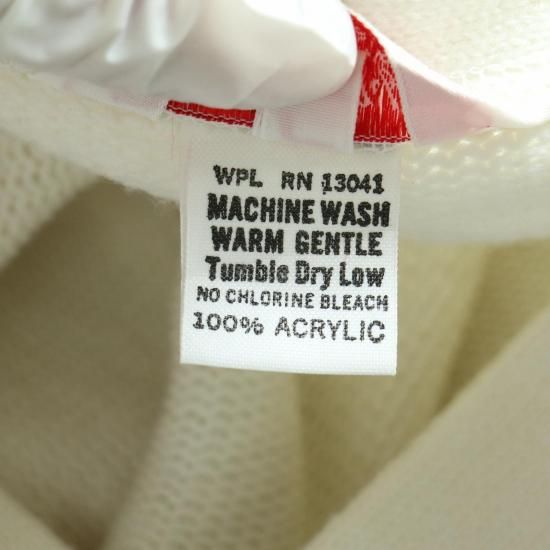 WPL RN 13041
MACHINE WASH
WARM GENTLE
Tumble Dry Low
NO CHLORINE BLEACH
100% ACRYLIC